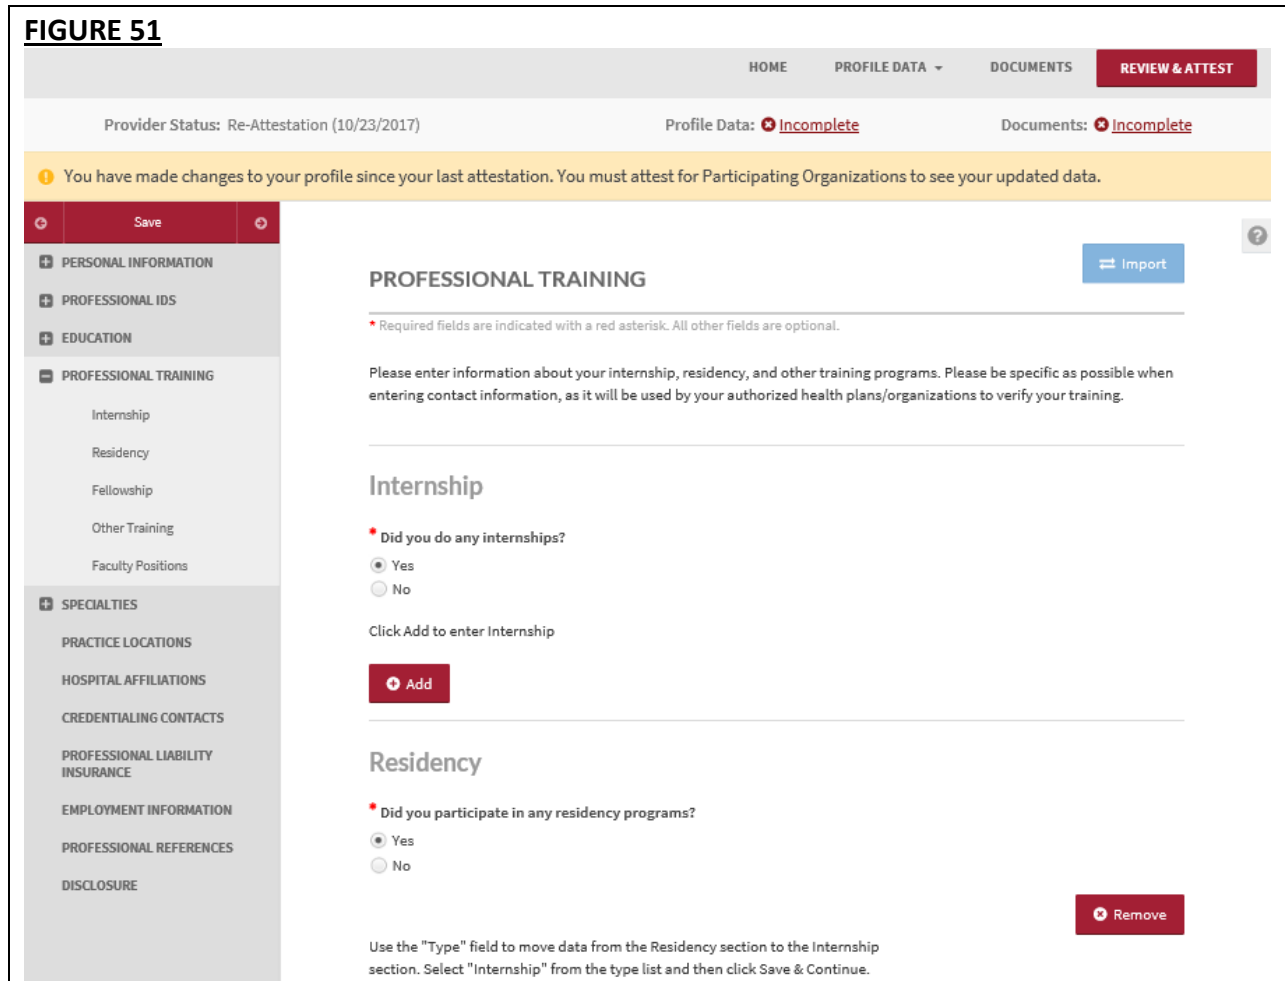 FIGURE 51
HOME PROFILE DATA DOCUMENTS REVIEW & ATTEST
Provider Status: Re-Attestation (10/23/2017) Profile Data: Incomplete Documents: Incomplete
You have made changes to your profile since your last attestation. You must attest for Participating Organizations to see your updated data.
Save
PERSONAL INFORMATION
PROFESSIONAL IDS
EDUCATION
PROFESSIONAL TRAINING
Internship
Residency
Fellowship
Other Training
Faculty Positions
SPECIALTIES
PRACTICE LOCATIONS
HOSPITAL AFFILIATIONS
CREDENTIALING CONTACTS
PROFESSIONAL LIABILITY
INSURANCE
EMPLOYMENT INFORMATION
PROFESSIONAL REFERENCES
DISCLOSURE
Import
PROFESSIONAL TRAINING
* Required fields are indicated with a red asterisk. All other fields are optional.
Please enter information about your internship, residency, and other training programs. Please be specific as possible when
entering contact information, as it will be used by your authorized health plans/organizations to verify your training.
Internship
* Did you do any internships?
Yes
No
Click Add to enter Internship
Add
Residency
* Did you participate in any residency programs?
Yes
No
Remove
Use the "Type" field to move data from the Residency section to the Internship
section. Select "Internship" from the type list and then click Save & Continue.